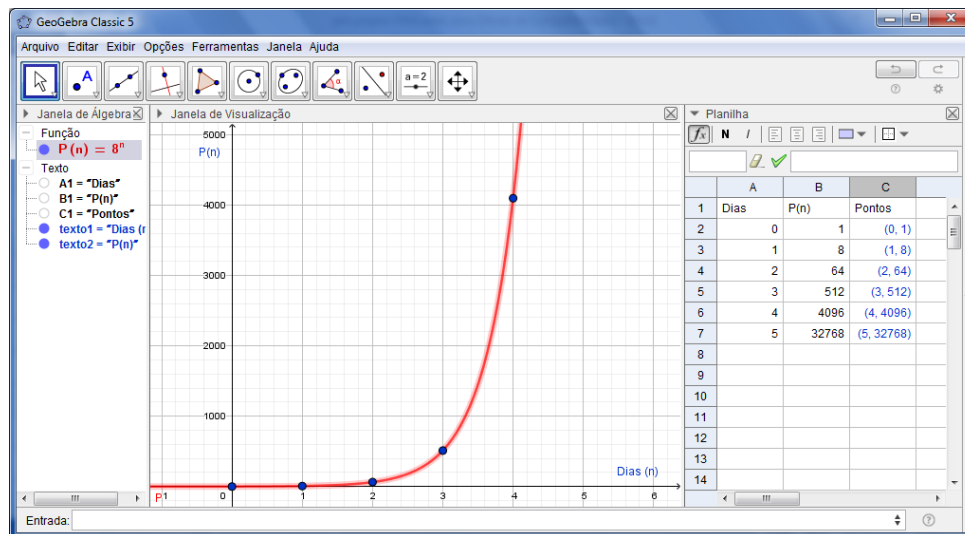 GeoGebra Classic 5
Arquivo Editar Exibir Opções Ferramentas Janela Ajuda
A
α
a = 2
Janela de Álgebra
Função
P(n) = 8ⁿ
Texto
A1 = "Dias"
B1 = "P(n)"
C1 = "Pontos"
texto1 = "Dias (r
texto2 = "P(n)"
Janela de Visualização
5000
P(n)
4000
3000
2000
1000
Dias (n)
P1 0 1 2 3 4 5 6
Planilha
fx N I
A B C
1 Dias P(n) Pontos
2 0 1 (0, 1)
3 1 8 (1, 8)
4 2 64 (2, 64)
5 3 512 (3, 512)
6 4 4096 (4, 4096)
7 5 32768 (5, 32768)
8
9
10
11
12
13
14
Entrada: